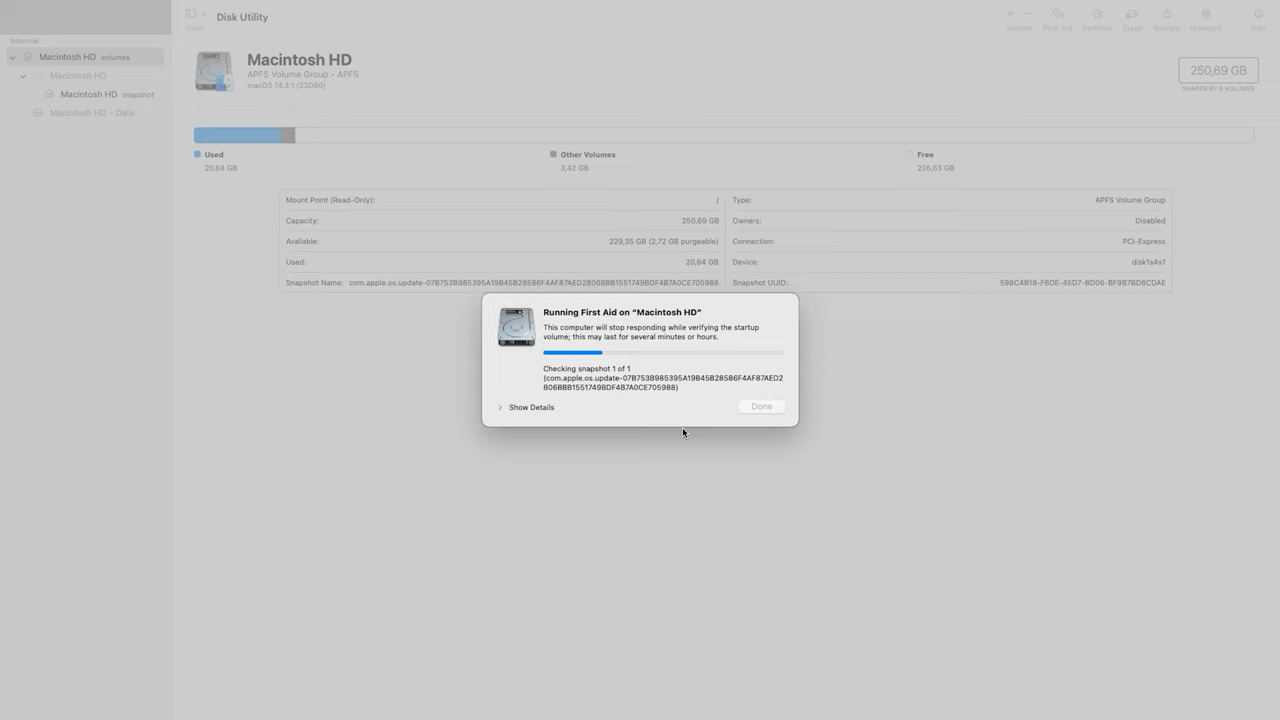 Disk Utility
View
Volume
First Aid
Partition
Erase
Restore
Unmount
Info
Internal
Macintosh HD volumes
Macintosh HD
Macintosh HD snapshot
Macintosh HD – Data
Macintosh HD
APFS Volume Group • APFS
macOS 14.3.1 (23D60)
250,69 GB
SHARED BY 5 VOLUMES
Used
20,64 GB
Other Volumes
3,42 GB
Free
226,63 GB
Mount Point (Read-Only): /
Capacity: 250,69 GB
Available: 229,35 GB (2,72 GB purgeable)
Used: 20,64 GB
Snapshot Name: com.apple.os.update-07B753B985395A19B45B28586F4AF87AED2B06BBB1551749BDF4B7A0CE705988
Type: APFS Volume Group
Owners: Disabled
Connection: PCI-Express
Device: disk1s4s1
Snapshot UUID: 598C4B18-F6DE-45D7-BD06-BF9B7BD8CDAE
Running First Aid on “Macintosh HD”
This computer will stop responding while verifying the startup
volume; this may last for several minutes or hours.
Checking snapshot 1 of 1
(com.apple.os.update-07B753B985395A19B45B28586F4AF87AED2
B06BBB1551749BDF4B7A0CE705988)
Show Details
Done